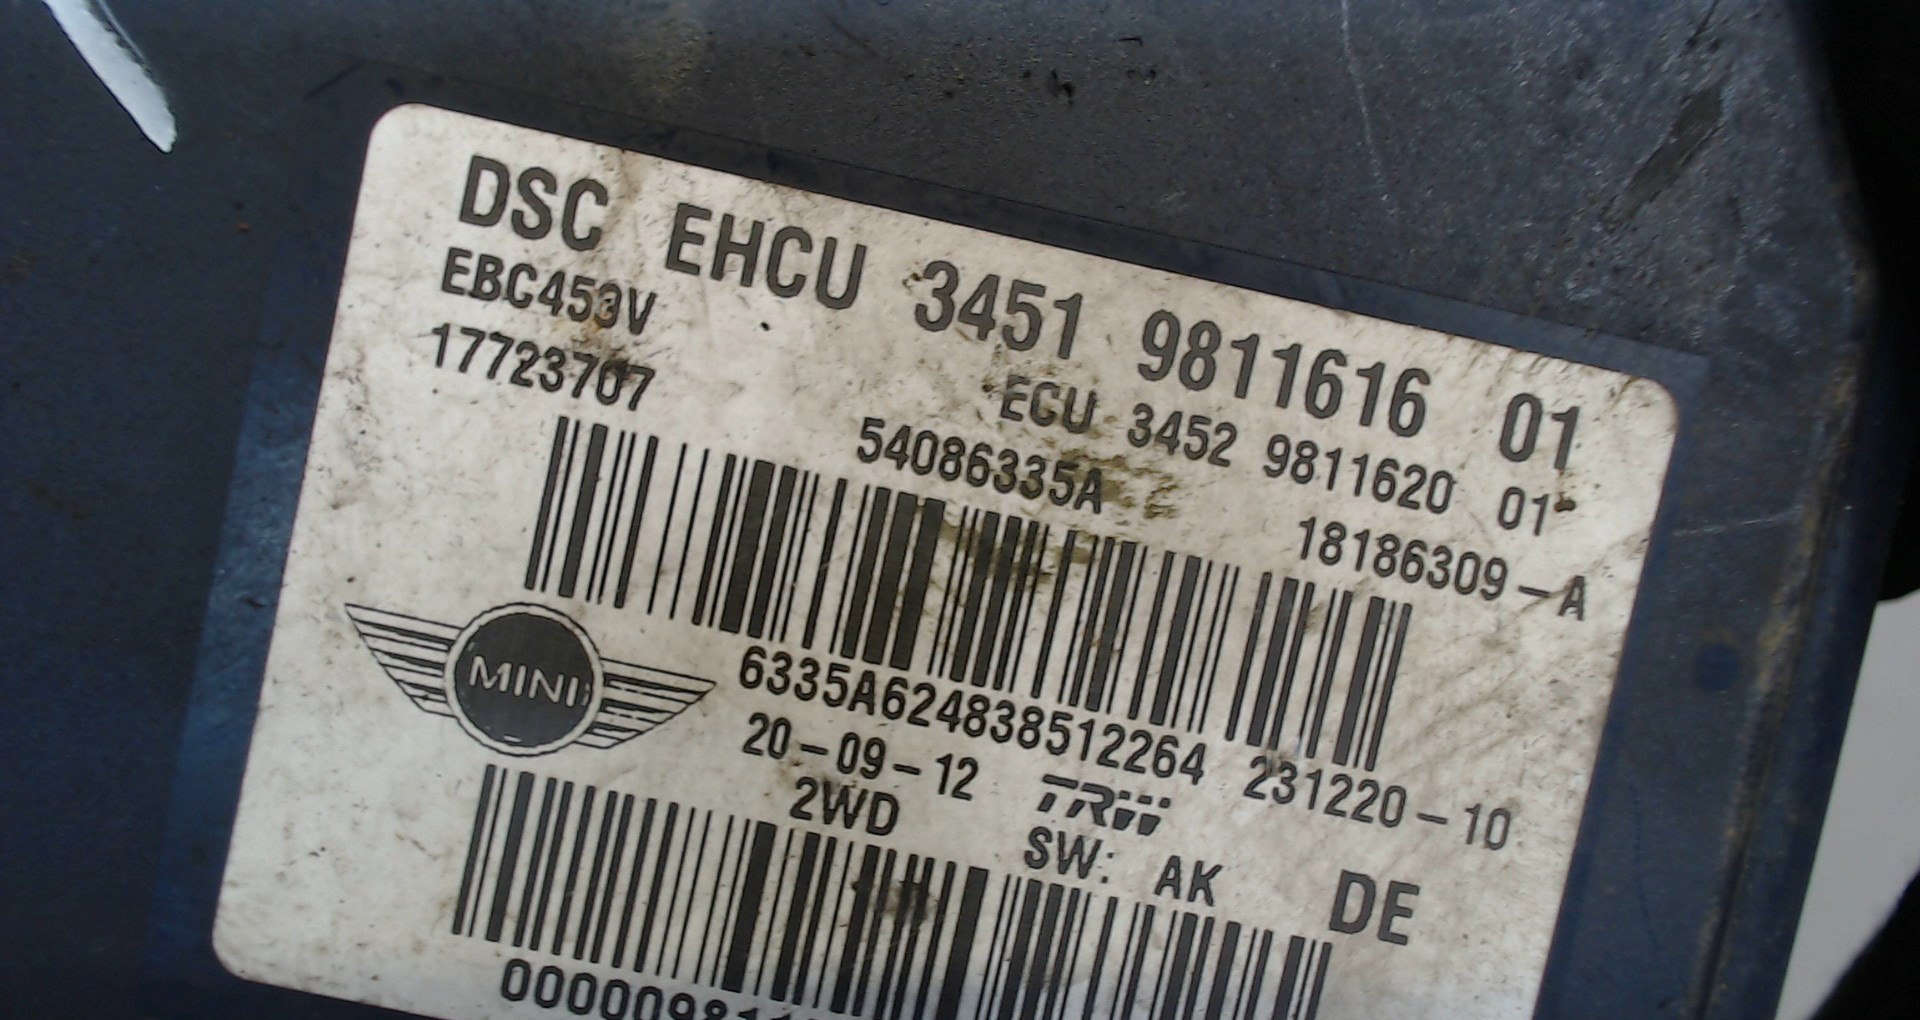 DSC EHCU 3451 9811616 01
EBC453V ECU 3452 9811620 01
17723707 54086335A 18186309-A
MINI
6335A624838512264 231220-10
20-09-12 TRW
2WD SW: AK DE